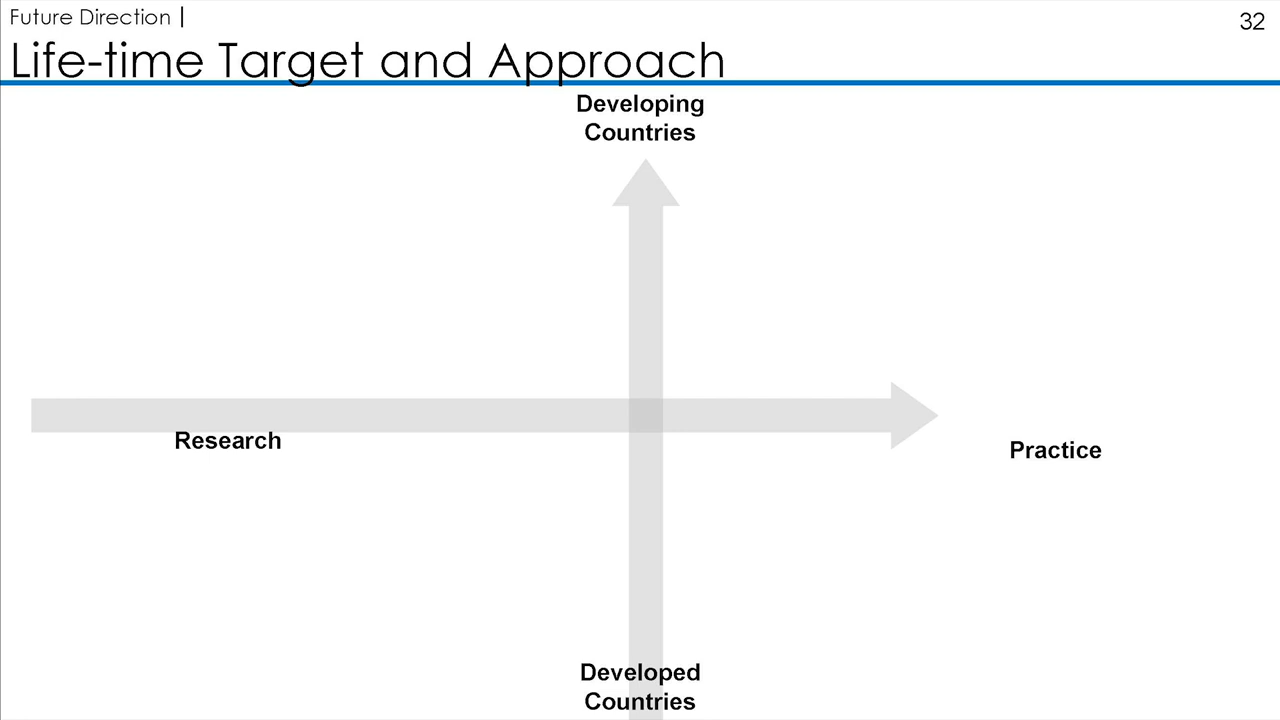 Future Direction |
32
Life-time Target and Approach
Developing
Countries
Research
Practice
Developed
Countries